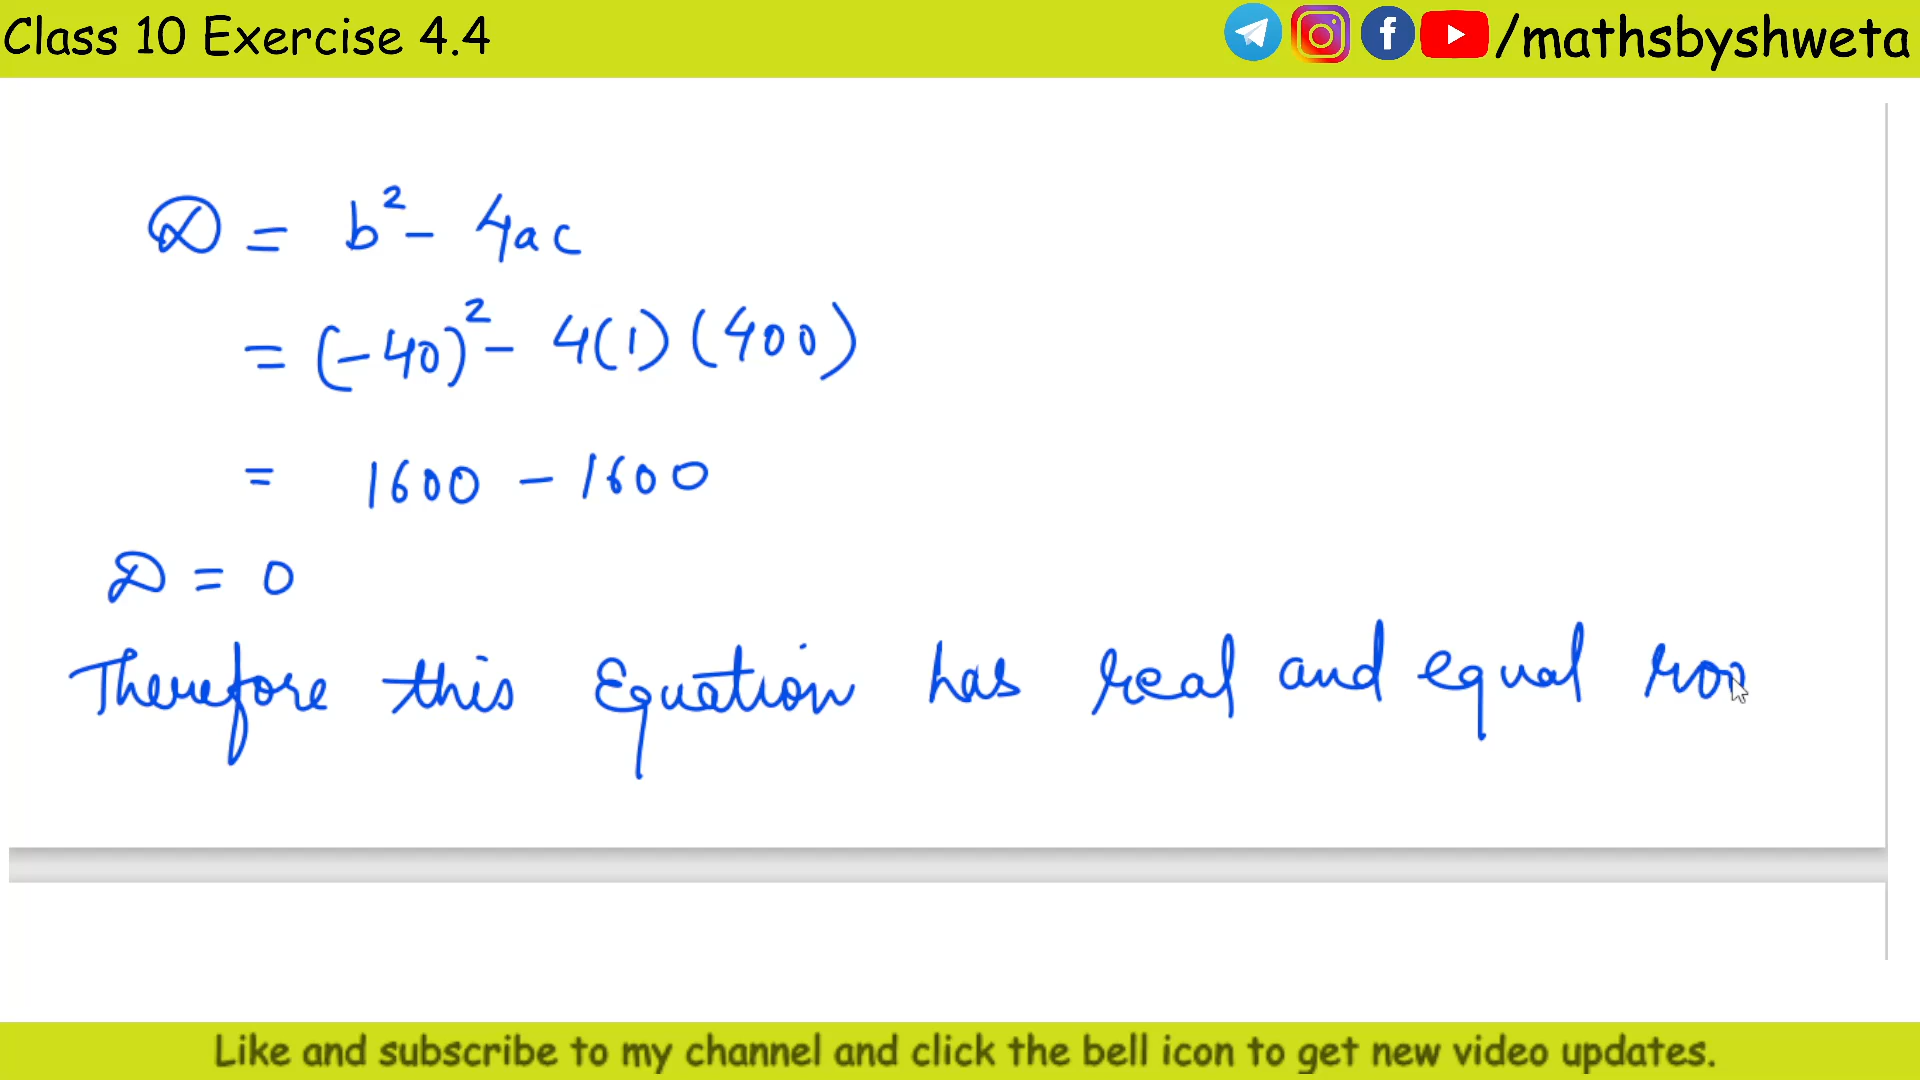 Class 10 Exercise 4.4
/mathsbyshweta
D = b² - 4ac
= (-40)² - 4(1)(400)
= 1600 - 1600
D = 0
Therefore this Equation has real and equal roo
Like and subscribe to my channel and click the bell icon to get new video updates.